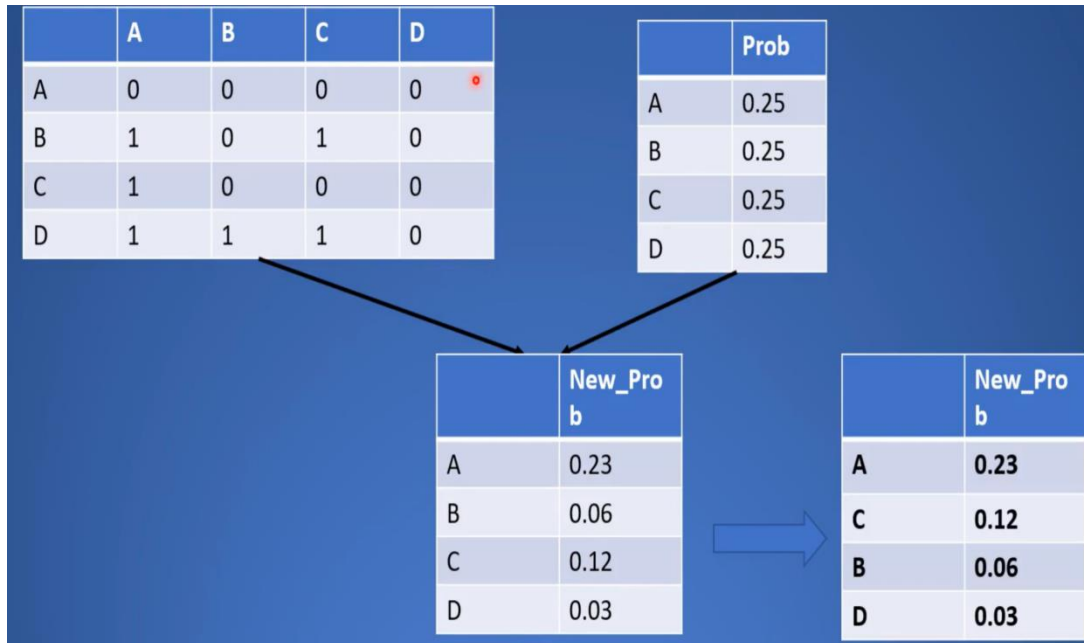 A B C D
A 0 0 0 0
B 1 0 1 0
C 1 0 0 0
D 1 1 1 0
Prob
A 0.25
B 0.25
C 0.25
D 0.25
New_Pro
b
A 0.23
B 0.06
C 0.12
D 0.03
New_Pro
b
A 0.23
C 0.12
B 0.06
D 0.03